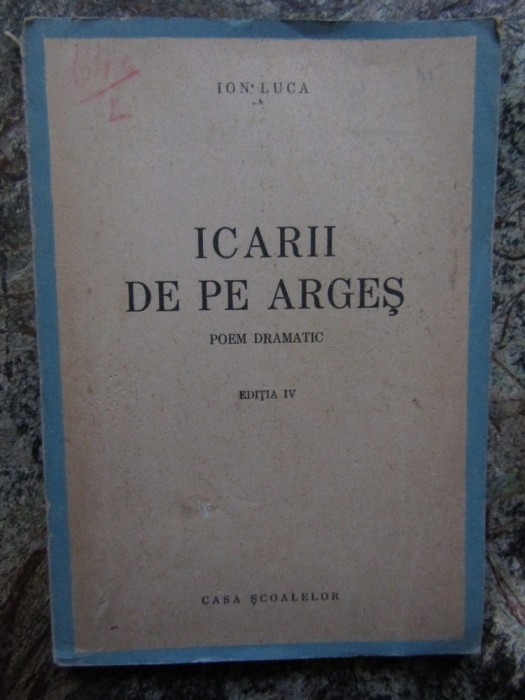 ION LUCA
ICARII
DE PE ARGEŞ
POEM DRAMATIC
EDIŢIA IV
CASA ŞCOALELOR